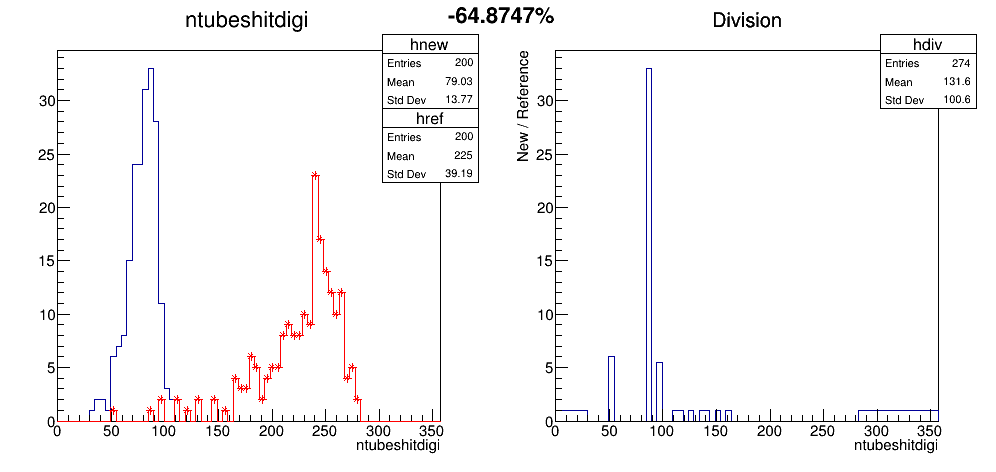 ntubeshitdigi
-64.8747%
Division
hnew
Entries 200
Mean 79.03
Std Dev 13.77
href
Entries 200
Mean 225
Std Dev 39.19
30
25
20
15
10
5
0
0 50 100 150 200 250 300 350
ntubeshitdigi
hdiv
Entries 274
Mean 131.6
Std Dev 100.6
New / Reference
30
25
20
15
10
5
0
0 50 100 150 200 250 300 350
ntubeshitdigi